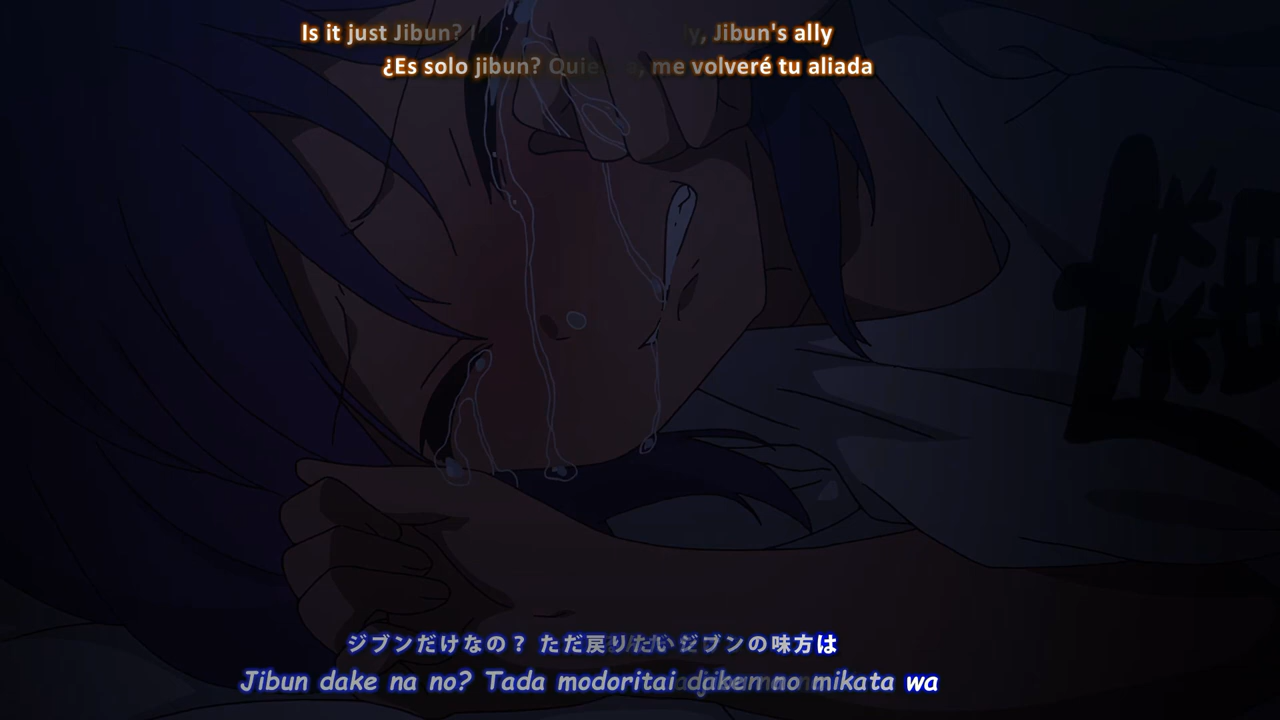 Is it just Jibun? Jibun's ally
¿Es solo jibun? me volveré tu aliada
ジブンだけなの？ ただ戻りたい ジブンの味方は
Jibun dake na no? Tada modoritai no mikata wa